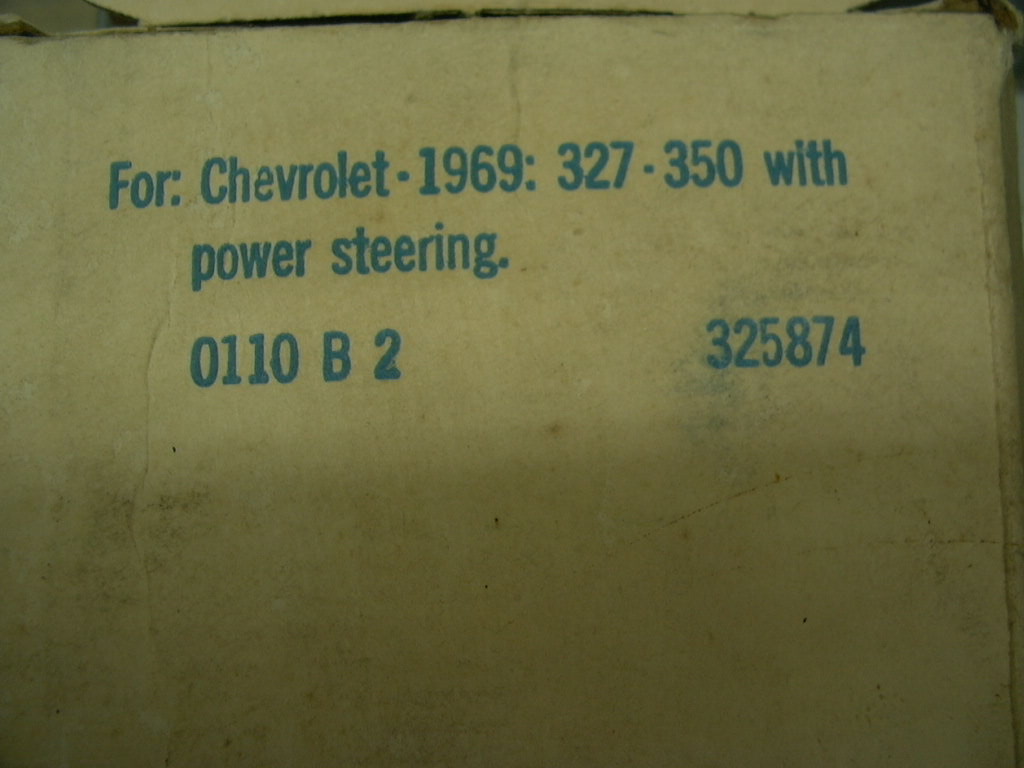 For: Chevrolet - 1969: 327 - 350 with
power steering.
0110 B 2 325874